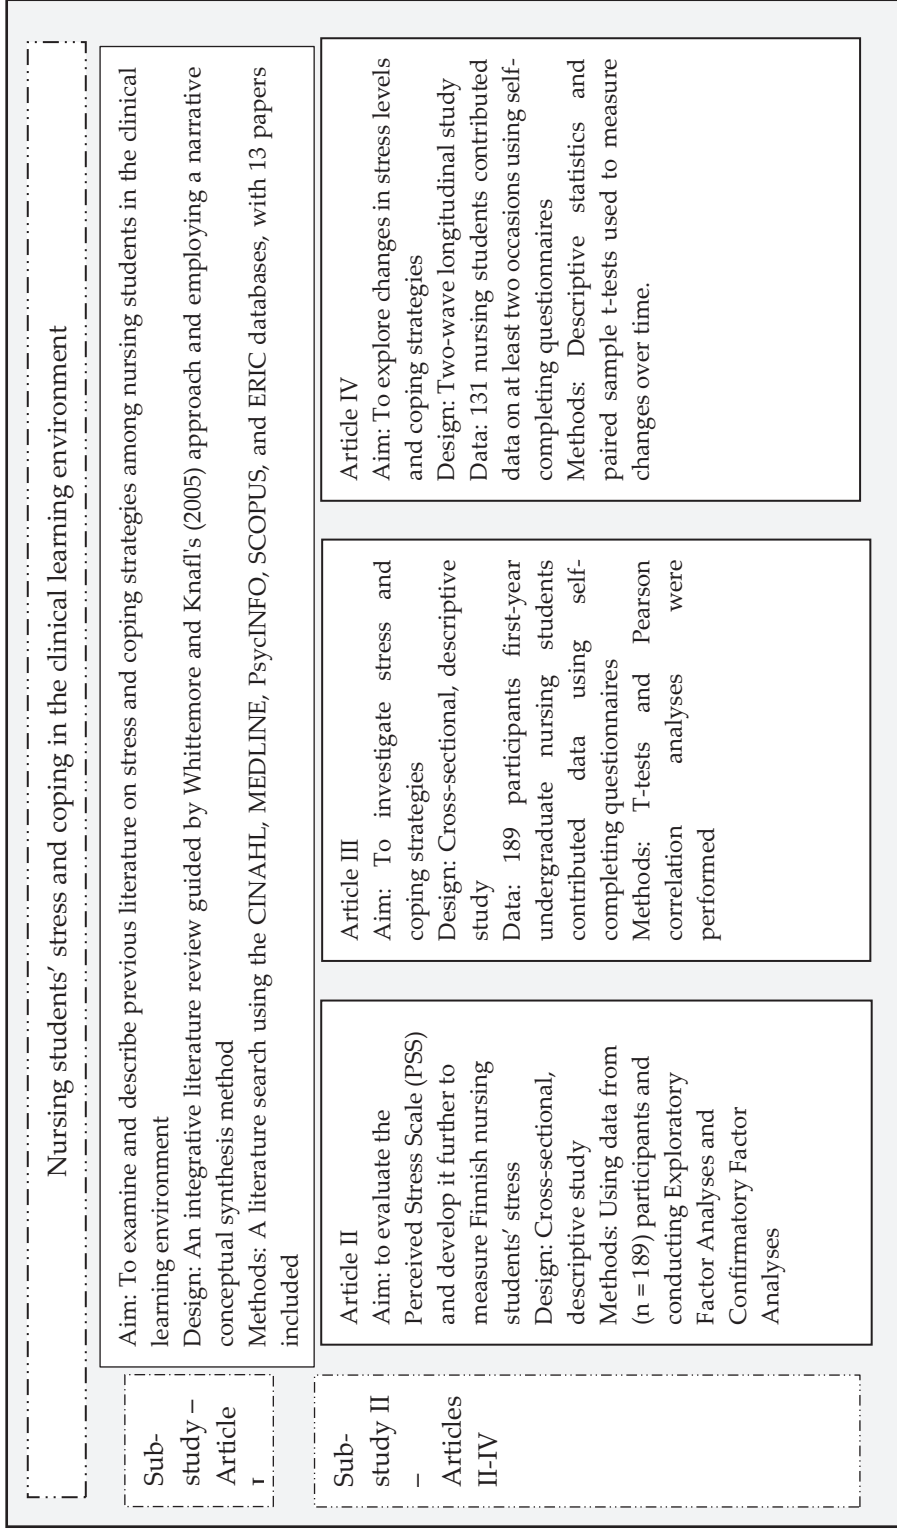 Nursing students' stress and coping in the clinical learning environment
Sub-
study –
Article
I
Aim: To examine and describe previous literature on stress and coping strategies among nursing students in the clinical
learning environment
Design: An integrative literature review guided by Whittemore and Knafl's (2005) approach and employing a narrative
conceptual synthesis method
Methods: A literature search using the CINAHL, MEDLINE, PsycINFO, SCOPUS, and ERIC databases, with 13 papers
included
Sub-
study II
–
Articles
II-IV
Article II
Aim: to evaluate the
Perceived Stress Scale (PSS)
and develop it further to
measure Finnish nursing
students' stress
Design: Cross-sectional,
descriptive study
Methods: Using data from
(n = 189) participants and
conducting Exploratory
Factor Analyses and
Confirmatory Factor
Analyses
Article III
Aim: To investigate stress and
coping strategies
Design: Cross-sectional, descriptive
study
Data: 189 participants first-year
undergraduate nursing students
contributed data using self-
completing questionnaires
Methods: T-tests and Pearson
correlation analyses were
performed
Article IV
Aim: To explore changes in stress levels
and coping strategies
Design: Two-wave longitudinal study
Data: 131 nursing students contributed
data on at least two occasions using self-
completing questionnaires
Methods: Descriptive statistics and
paired sample t-tests used to measure
changes over time.